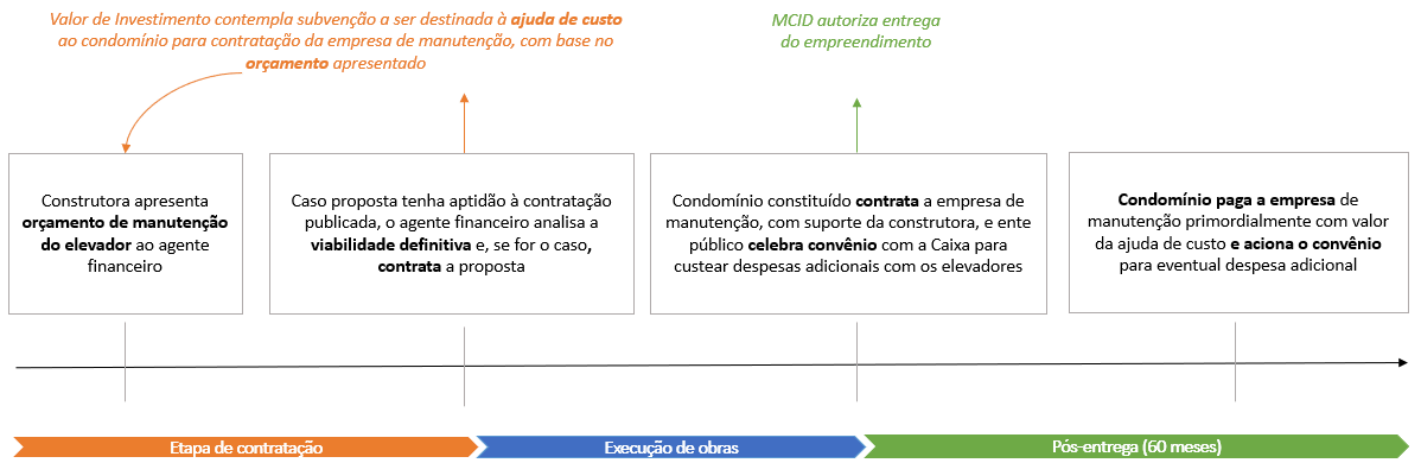 Valor de Investimento contempla subvenção a ser destinada à ajuda de custo
ao condomínio para contratação da empresa de manutenção, com base no
orçamento apresentado
MCID autoriza entrega
do empreendimento
Construtora apresenta
orçamento de manutenção
do elevador ao agente
financeiro
Caso proposta tenha aptidão à contratação
publicada, o agente financeiro analisa a
viabilidade definitiva e, se for o caso,
contrata a proposta
Condomínio constituído contrata a empresa de
manutenção, com suporte da construtora, e ente
público celebra convênio com a Caixa para
custear despesas adicionais com os elevadores
Condomínio paga a empresa de
manutenção primordialmente com valor
da ajuda de custo e aciona o convênio
para eventual despesa adicional
Etapa de contratação
Execução de obras
Pós-entrega (60 meses)